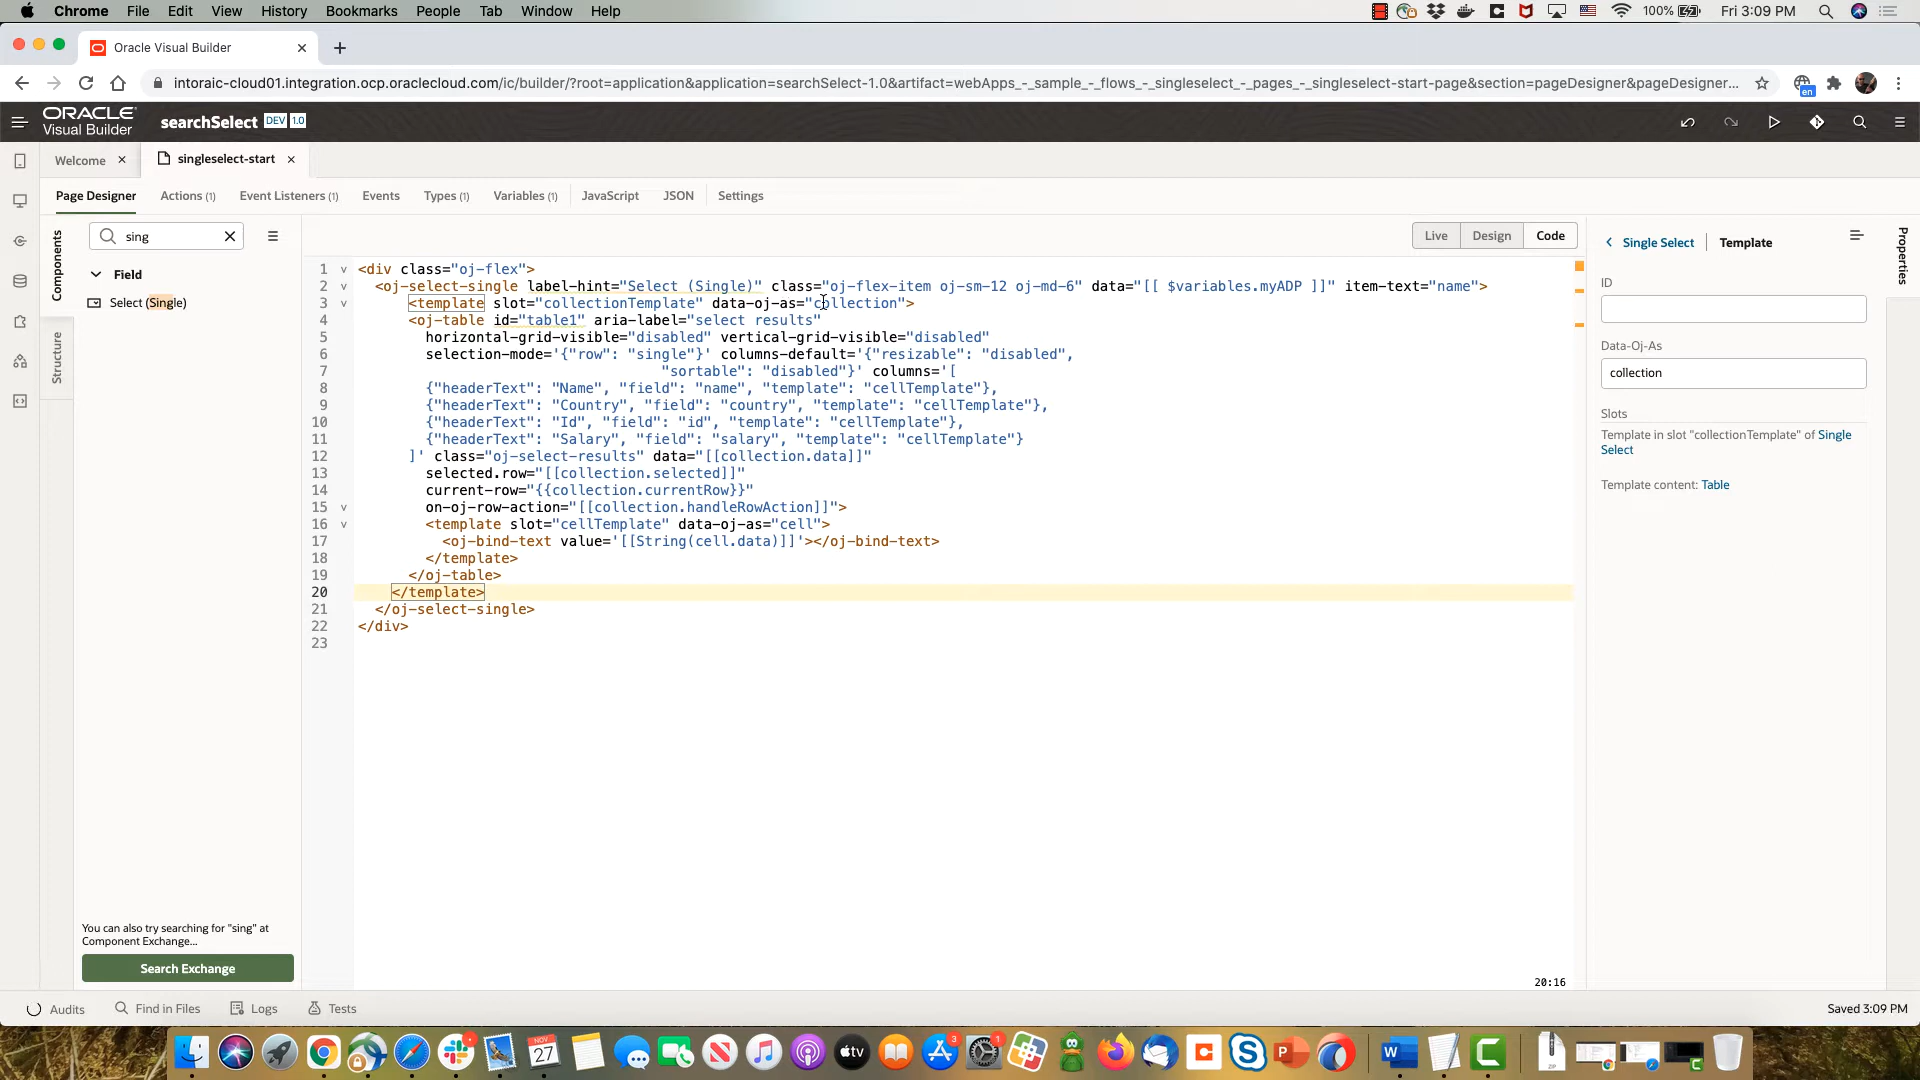 Chrome File Edit View History Bookmarks People Tab Window Help 100% Fri 3:09 PM
Oracle Visual Builder
intoraic-cloud01.integration.ocp.oraclecloud.com/ic/builder/?root=application&application=searchSelect-1.0&artifact=webApps_-_sample_-_flows_-_singleselect_-_pages_-_singleselect-start-page&section=pageDesigner&pageDesigner... en
ORACLE
Visual Builder
searchSelect DEV 1.0
Welcome singleselect-start
Page Designer Actions (1) Event Listeners (1) Events Types (1) Variables (1) JavaScript JSON Settings
Components
Structure
sing
Field
Select (Single)
Live Design Code
1 <div class="oj-flex">
2 <oj-select-single label-hint="Select (Single)" class="oj-flex-item oj-sm-12 oj-md-6" data="[[ $variables.myADP ]]" item-text="name">
3 <template slot="collectionTemplate" data-oj-as="collection">
4 <oj-table id="table1" aria-label="select results"
5 horizontal-grid-visible="disabled" vertical-grid-visible="disabled"
6 selection-mode='{"row": "single"}' columns-default='{"resizable": "disabled",
7 "sortable": "disabled"}' columns='[
8 {"headerText": "Name", "field": "name", "template": "cellTemplate"},
9 {"headerText": "Country", "field": "country", "template": "cellTemplate"},
10 {"headerText": "Id", "field": "id", "template": "cellTemplate"},
11 {"headerText": "Salary", "field": "salary", "template": "cellTemplate"}
12 ]' class="oj-select-results" data="[[collection.data]]"
13 selected.row="[[collection.selected]]"
14 current-row="{{collection.currentRow}}"
15 on-oj-row-action="[[collection.handleRowAction]]">
16 <template slot="cellTemplate" data-oj-as="cell">
17 <oj-bind-text value='[[String(cell.data)]]'></oj-bind-text>
18 </template>
19 </oj-table>
20 </template>
21 </oj-select-single>
22 </div>
23
20:16
Single Select Template
ID
Data-Oj-As
collection
Slots
Template in slot "collectionTemplate" of Single
Select
Template content: Table
Properties
You can also try searching for "sing" at
Component Exchange...
Search Exchange
Audits Find in Files Logs Tests Saved 3:09 PM
NOV
27
tv
3
1